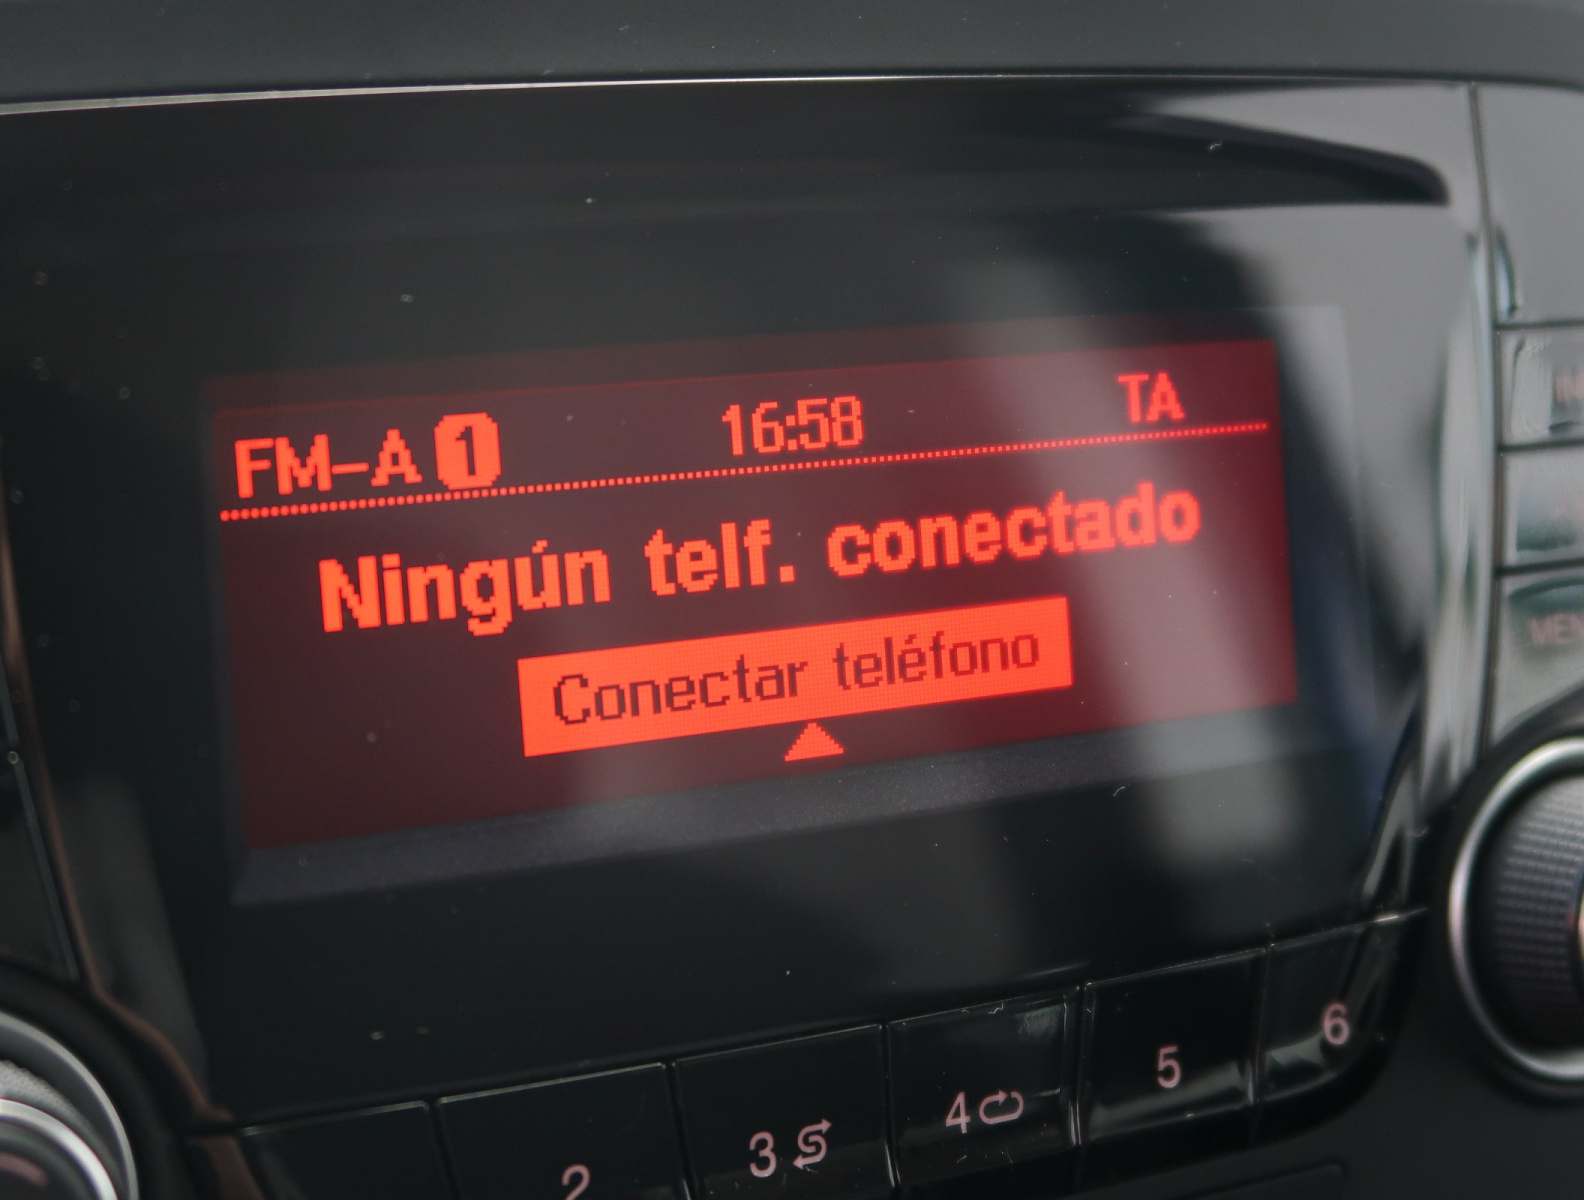 FM-A 1 16:58 TA
Ningún telf. conectado
Conectar teléfono
2 3 4 5 6